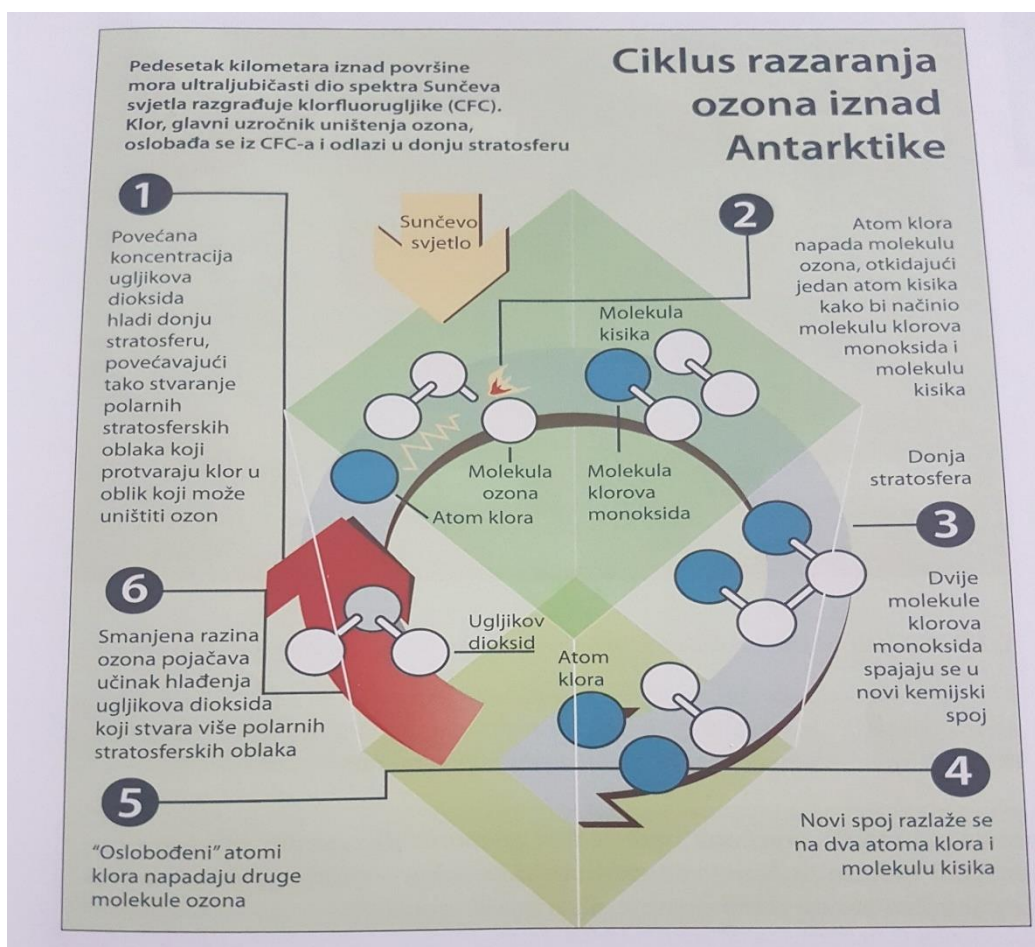 Ciklus razaranja
ozona iznad
Antarktike
Pedesetak kilometara iznad površine
mora ultraljubičasti dio spektra Sunčeva
svjetla razgrađuje klorfluorugljike (CFC).
Klor, glavni uzročnik uništenja ozona,
oslobađa se iz CFC-a i odlazi u donju stratosferu
1
Povećana
koncentracija
ugljikova
dioksida
hladi donju
stratosferu,
povećavajući
tako stvaranje
polarnih
stratosferskih
oblaka koji
protvaraju klor u
oblik koji može
uništiti ozon
Sunčevo
svjetlo
2
Atom klora
napada molekulu
ozona, otkidajući
jedan atom kisika
kako bi načinio
molekulu klorova
monoksida i
molekulu
kisika
Molekula
kisika
Molekula
ozona
Atom klora
Molekula
klorova
monoksida
Donja
stratosfera
3
Dvije
molekule
klorova
monoksida
spajaju se u
novi kemijski
spoj
6
Smanjena razina
ozona pojačava
učinak hlađenja
ugljikova dioksida
koji stvara više polarnih
stratosferskih oblaka
Ugljikov
dioksid
Atom
klora
4
Novi spoj razlaže se
na dva atoma klora i
molekulu kisika
5
"Oslobođeni" atomi
klora napadaju druge
molekule ozona